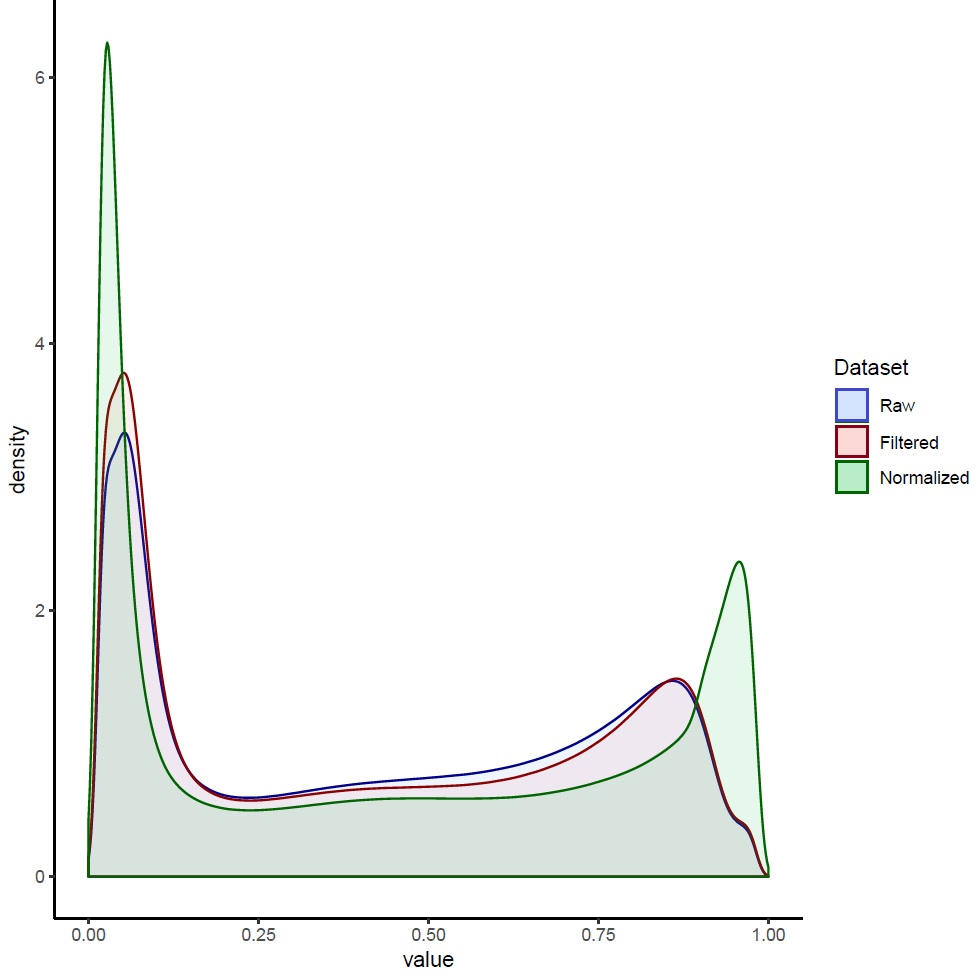 density
6
4
2
0
0.00 0.25 0.50 0.75 1.00
value
Dataset
Raw
Filtered
Normalized